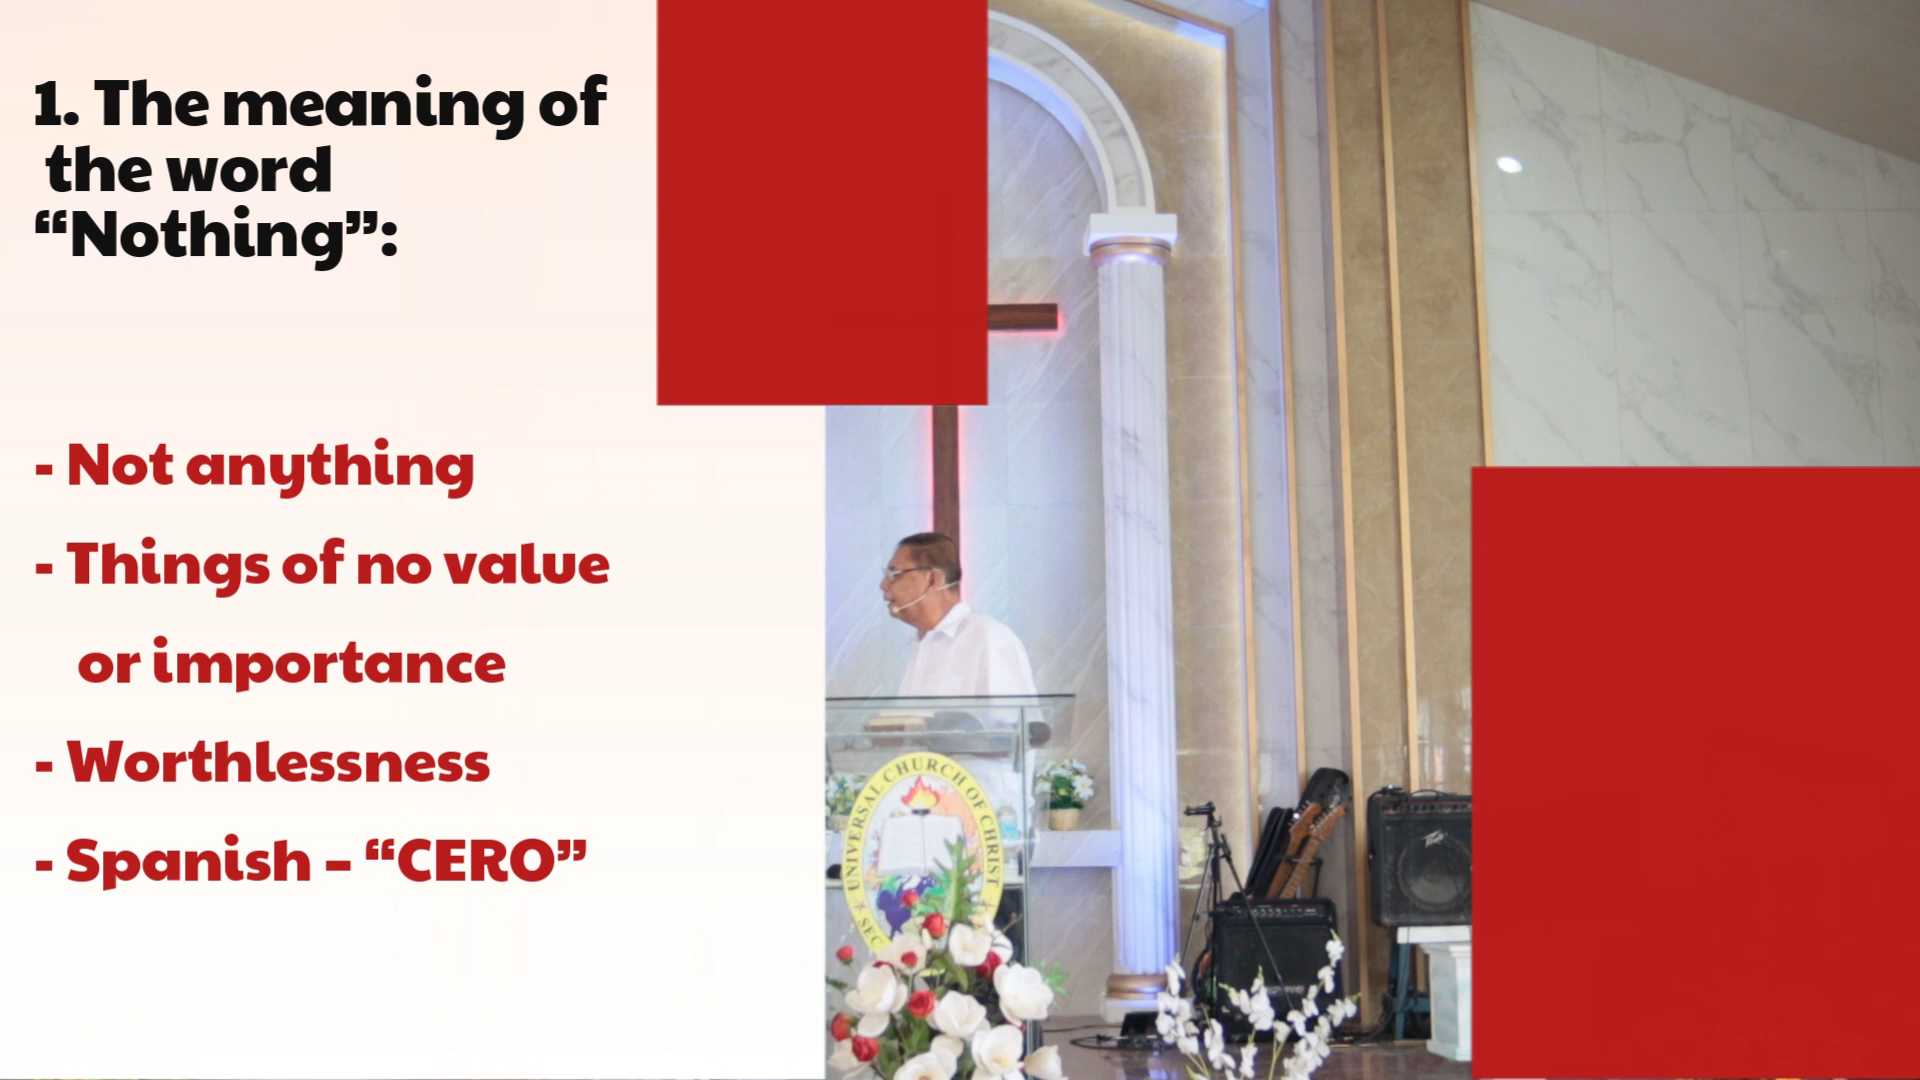 1. The meaning of
the word
“Nothing”:
- Not anything
- Things of no value
or importance
- Worthlessness
- Spanish – “CERO”
UNIVERSAL CHURCH OF CHRIST
SEC